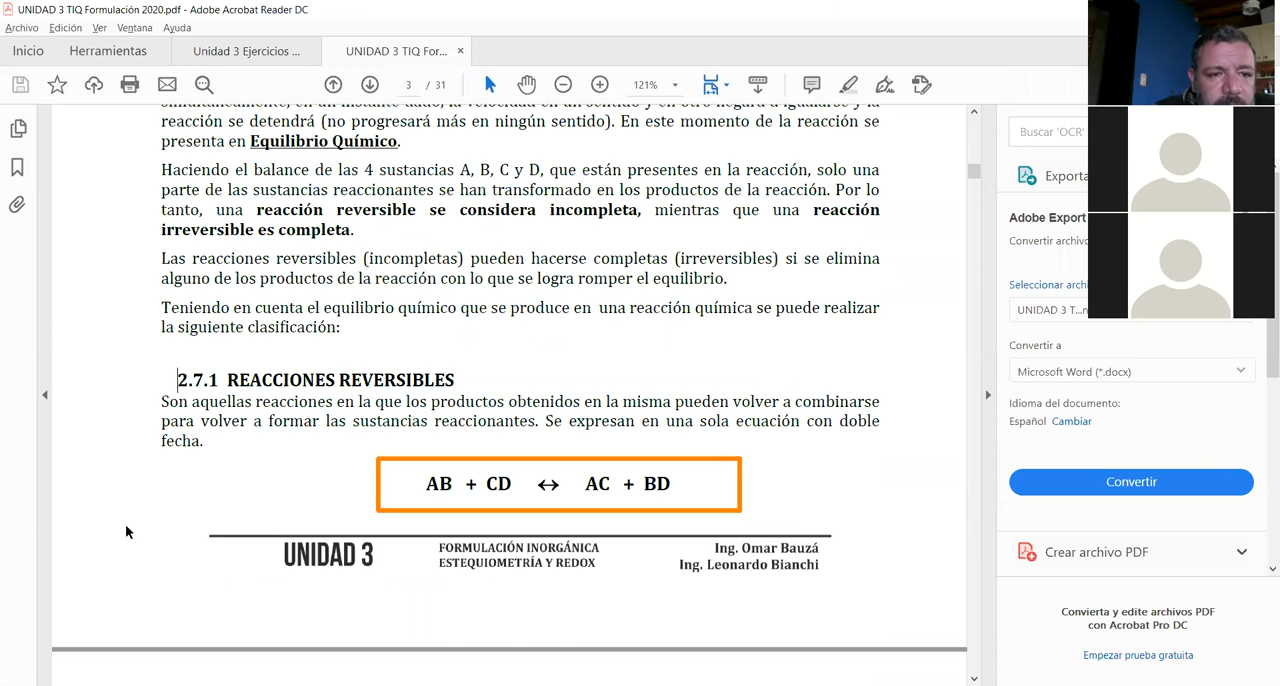 UNIDAD 3 TIQ Formulación 2020.pdf - Adobe Acrobat Reader DC
Archivo Edición Ver Ventana Ayuda
Inicio Herramientas Unidad 3 Ejercicios ... UNIDAD 3 TIQ For... ×
3 / 31 121%
simultáneamente, en un instante dado, la velocidad en un sentido y en otro llegará a igualarse y la
reacción se detendrá (no progresará más en ningún sentido). En este momento de la reacción se
presenta en Equilibrio Químico.
Haciendo el balance de las 4 sustancias A, B, C y D, que están presentes en la reacción, solo una
parte de las sustancias reaccionantes se han transformado en los productos de la reacción. Por lo
tanto, una reacción reversible se considera incompleta, mientras que una reacción
irreversible es completa.
Las reacciones reversibles (incompletas) pueden hacerse completas (irreversibles) si se elimina
alguno de los productos de la reacción con lo que se logra romper el equilibrio.
Teniendo en cuenta el equilibrio químico que se produce en una reacción química se puede realizar
la siguiente clasificación:
2.7.1 REACCIONES REVERSIBLES
Son aquellas reacciones en la que los productos obtenidos en la misma pueden volver a combinarse
para volver a formar las sustancias reaccionantes. Se expresan en una sola ecuación con doble
fecha.
AB + CD ↔ AC + BD
UNIDAD 3
FORMULACIÓN INORGÁNICA
ESTEQUIOMETRÍA Y REDOX
Ing. Omar Bauzá
Ing. Leonardo Bianchi
Buscar 'OCR'
Exporta
Adobe Export
Convertir archiv
Seleccionar archi
UNIDAD 3 T...n
Convertir a
Microsoft Word (*.docx)
Idioma del documento:
Español Cambiar
Convertir
Crear archivo PDF
Convierta y edite archivos PDF
con Acrobat Pro DC
Empezar prueba gratuita